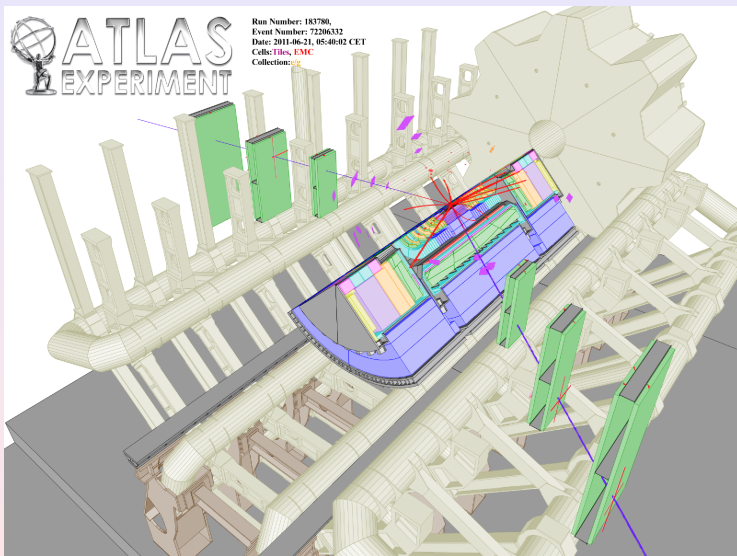 ATLAS
EXPERIMENT
Run Number: 183780,
Event Number: 72206332
Date: 2011-06-21, 05:40:02 CET
Cells:Tiles, EMC
Collection: